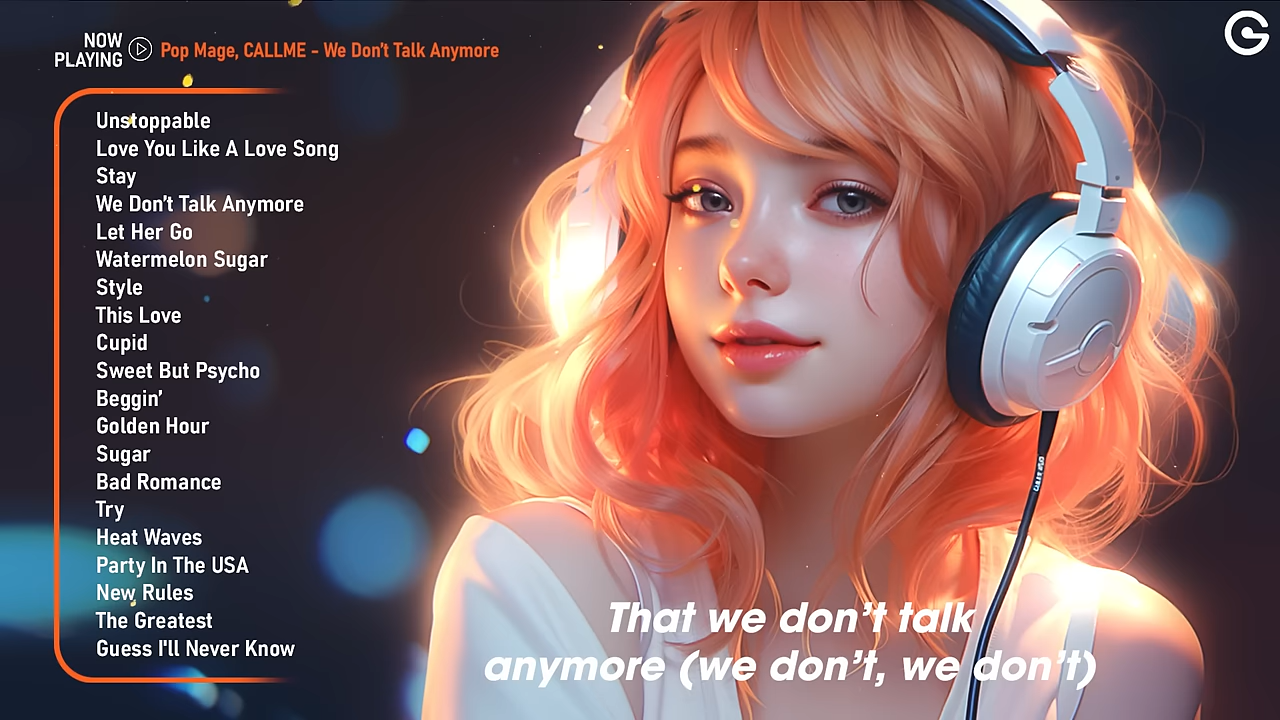 NOW
PLAYING
Pop Mage, CALLME - We Don't Talk Anymore
Unstoppable
Love You Like A Love Song
Stay
We Don't Talk Anymore
Let Her Go
Watermelon Sugar
Style
This Love
Cupid
Sweet But Psycho
Beggin'
Golden Hour
Sugar
Bad Romance
Try
Heat Waves
Party In The USA
New Rules
The Greatest
Guess I'll Never Know
That we don't talk
anymore (we don't, we don't)